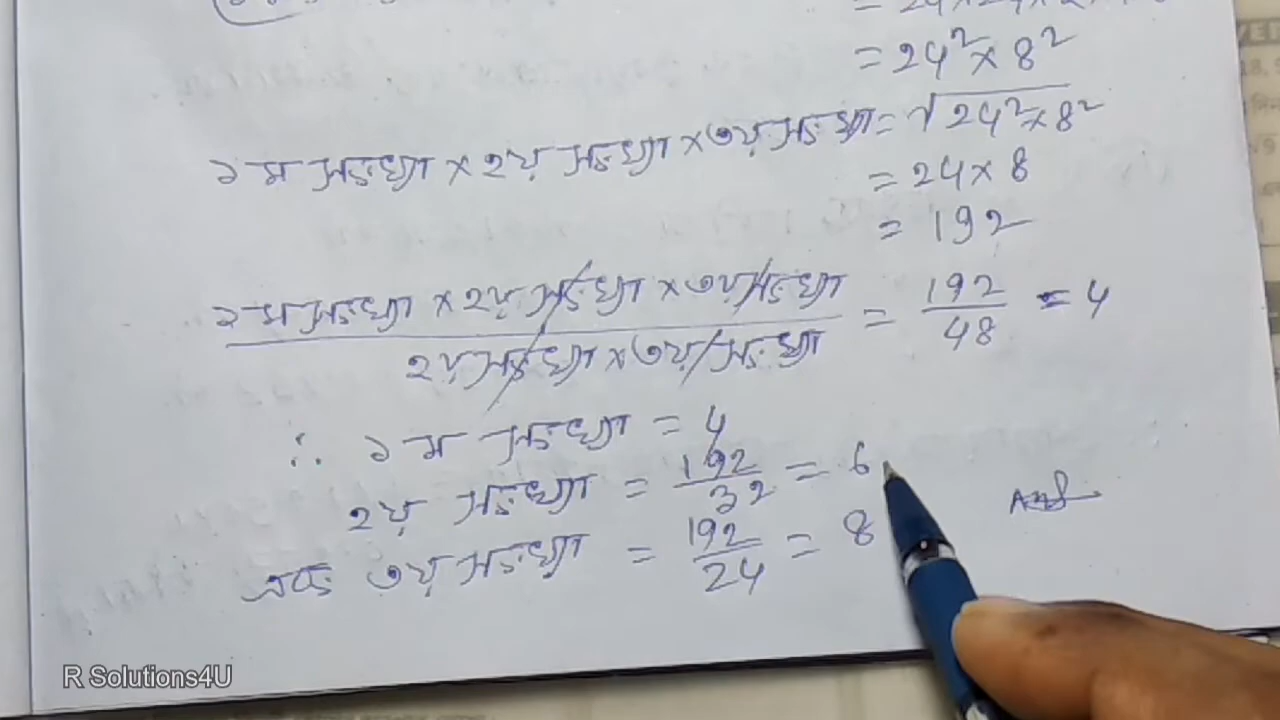 = 24² × 8²
১ম সংখ্যা × ২য় সংখ্যা × ৩য় সংখ্যা = √24² × 8²
= 24 × 8
= 192
১ম সংখ্যা × ২য় সংখ্যা × ৩য় সংখ্যা = 192 = 4
২য় সংখ্যা × ৩য় সংখ্যা 48
∴ ১ম সংখ্যা = 4
২য় সংখ্যা = 192/32 = 6
এবং ৩য় সংখ্যা = 192/24 = 8
Ans
R Solutions4U